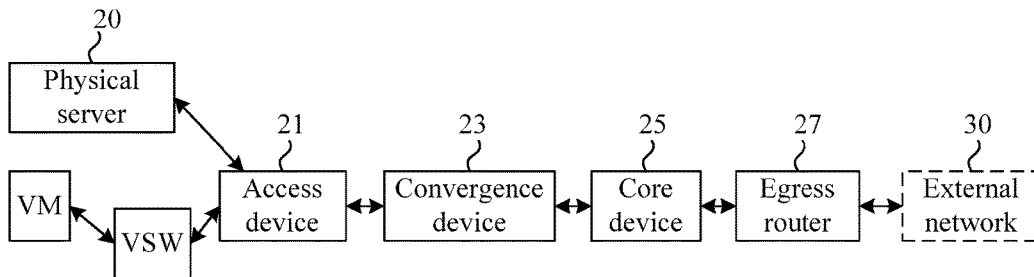 20
Physical
server
21
23
25
27
30
VM
VSW
Access
device
Convergence
device
Core
device
Egress
router
External
network